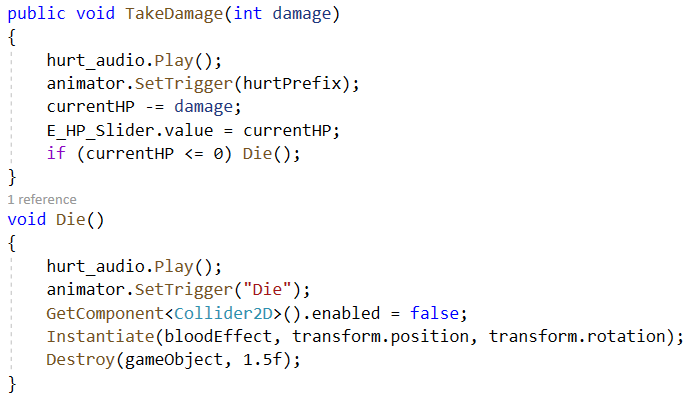 public void TakeDamage(int damage)
{
hurt_audio.Play();
animator.SetTrigger(hurtPrefix);
currentHP -= damage;
E_HP_Slider.value = currentHP;
if (currentHP <= 0) Die();
}
1 reference
void Die()
{
hurt_audio.Play();
animator.SetTrigger("Die");
GetComponent<Collider2D>().enabled = false;
Instantiate(bloodEffect, transform.position, transform.rotation);
Destroy(gameObject, 1.5f);
}